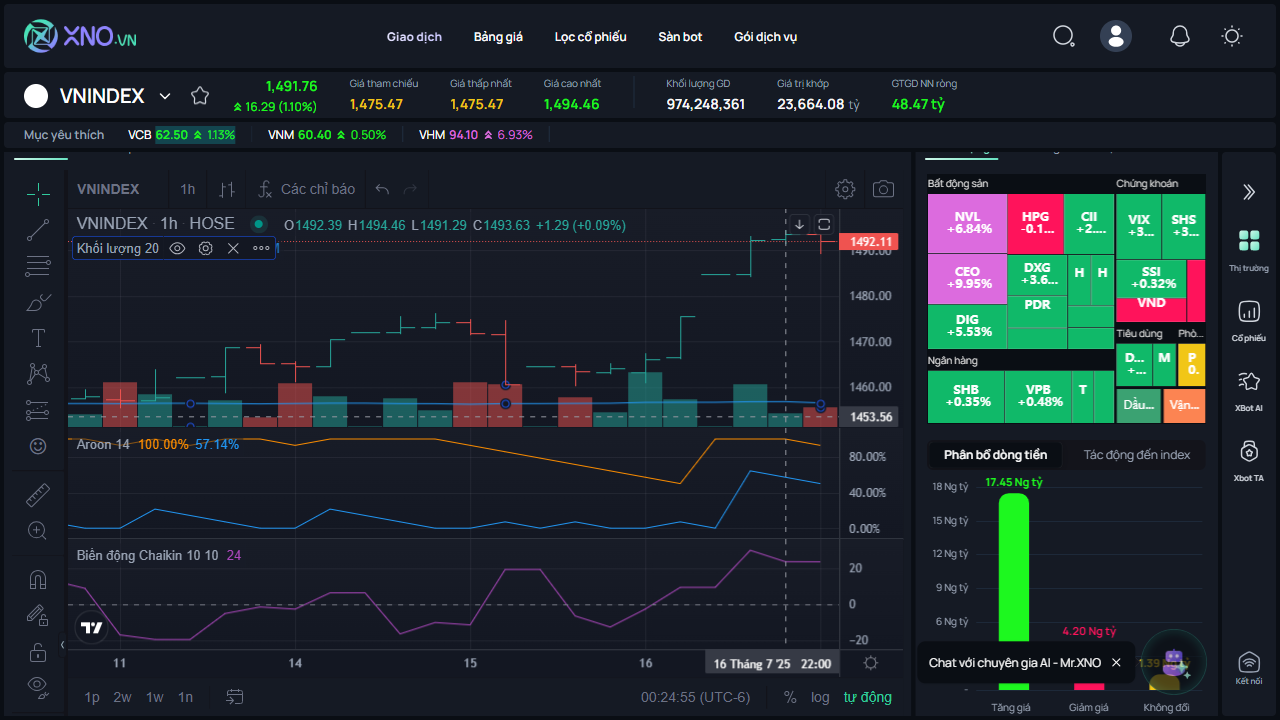 XNO.VN
Giao dịch
Bảng giá
Lọc cổ phiếu
Sàn bot
Gói dịch vụ
VNINDEX
1,491.76
16.29 (1.10%)
Giá tham chiếu
1,475.47
Giá thấp nhất
1,475.47
Giá cao nhất
1,494.46
Khối lượng GD
974,248,361
Giá trị khớp
23,664.08 tỷ
GTGD NN ròng
48.47 tỷ
Mục yêu thích
VCB 62.50 1.13%
VNM 60.40 0.50%
VHM 94.10 6.93%
VNINDEX
1h
Các chỉ báo
VNINDEX · 1h · HOSE
O1492.39 H1494.46 L1491.29 C1493.63 +1.29 (+0.09%)
Khối lượng 20
1492.11
1490.00
1480.00
1470.00
1460.00
1453.56
Aroon 14 100.00% 57.14%
80.00%
40.00%
0.00%
Biến động Chaikin 10 10 24
20
0
−20
11
14
15
16
16 Tháng 7 '25 22:00
1p
2w
1w
1n
00:24:55 (UTC-6)
%
log
tự động
Bất động sản
NVL
+6.84%
HPG
-0.1...
CII
+2....
CEO
+9.95%
DXG
+3.6...
H
H
PDR
DIG
+5.53%
Chứng khoán
VIX
+3...
SHS
+3...
SSI
+0.32%
VND
Tiêu dùng
D...
+...
M
Phò...
P
0.
Ngân hàng
SHB
+0.35%
VPB
+0.48%
T
Dầu...
Vận...
Phân bổ dòng tiền
Tác động đến index
18 Ng tỷ
15 Ng tỷ
12 Ng tỷ
9 Ng tỷ
6 Ng tỷ
17.45 Ng tỷ
4.20 Ng tỷ
1.39
Tăng giá
Giảm giá
Không đổi
Chat với chuyên gia AI - Mr.XNO
Thị trường
Cổ phiếu
XBot AI
Xbot TA
Kết nối